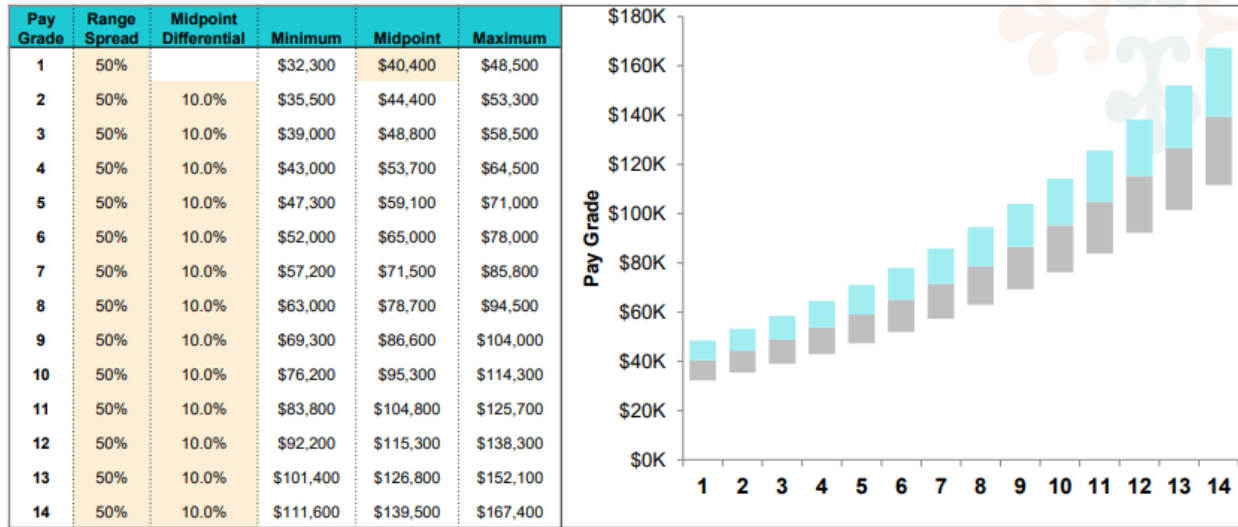 Pay Grade Range Spread Midpoint Differential Minimum Midpoint Maximum
1 50% $32,300 $40,400 $48,500
2 50% 10.0% $35,500 $44,400 $53,300
3 50% 10.0% $39,000 $48,800 $58,500
4 50% 10.0% $43,000 $53,700 $64,500
5 50% 10.0% $47,300 $59,100 $71,000
6 50% 10.0% $52,000 $65,000 $78,000
7 50% 10.0% $57,200 $71,500 $85,800
8 50% 10.0% $63,000 $78,700 $94,500
9 50% 10.0% $69,300 $86,600 $104,000
10 50% 10.0% $76,200 $95,300 $114,300
11 50% 10.0% $83,800 $104,800 $125,700
12 50% 10.0% $92,200 $115,300 $138,300
13 50% 10.0% $101,400 $126,800 $152,100
14 50% 10.0% $111,600 $139,500 $167,400
Pay Grade
$180K
$160K
$140K
$120K
$100K
$80K
$60K
$40K
$20K
$0K
1 2 3 4 5 6 7 8 9 10 11 12 13 14